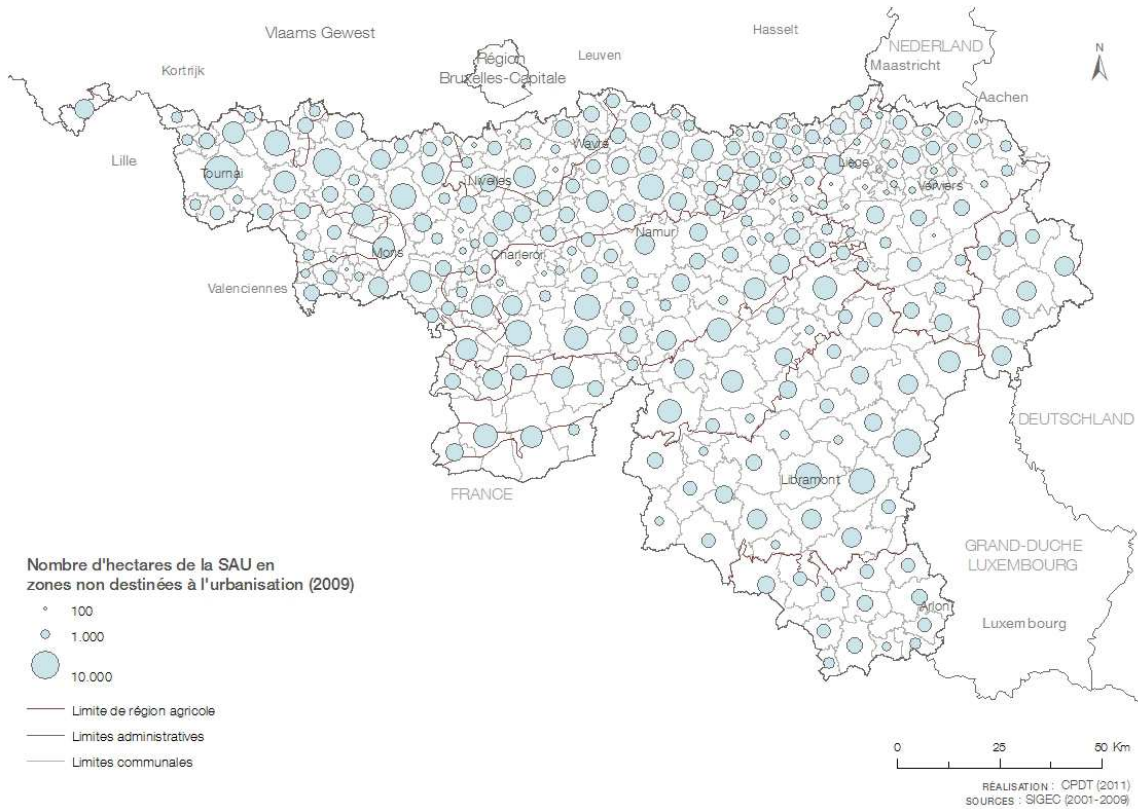 Vlaams Gewest
Hasselt
NEDERLAND
Maastricht
N
Région
Bruxelles-Capitale
Leuven
Kortrijk
Aachen
Lille
Tournai
Wavre
Liège
Nivelles
Verviers
Namur
Mons
Charleroi
Valenciennes
DEUTSCHLAND
Libramont
FRANCE
GRAND-DUCHE
LUXEMBOURG
Arlon
Luxembourg
Nombre d'hectares de la SAU en
zones non destinées à l'urbanisation (2009)
100
1.000
10.000
Limite de région agricole
Limites administratives
Limites communales
0 25 50 Km
RÉALISATION : CPDT (2011)
SOURCES : SIGEC (2001-2009)